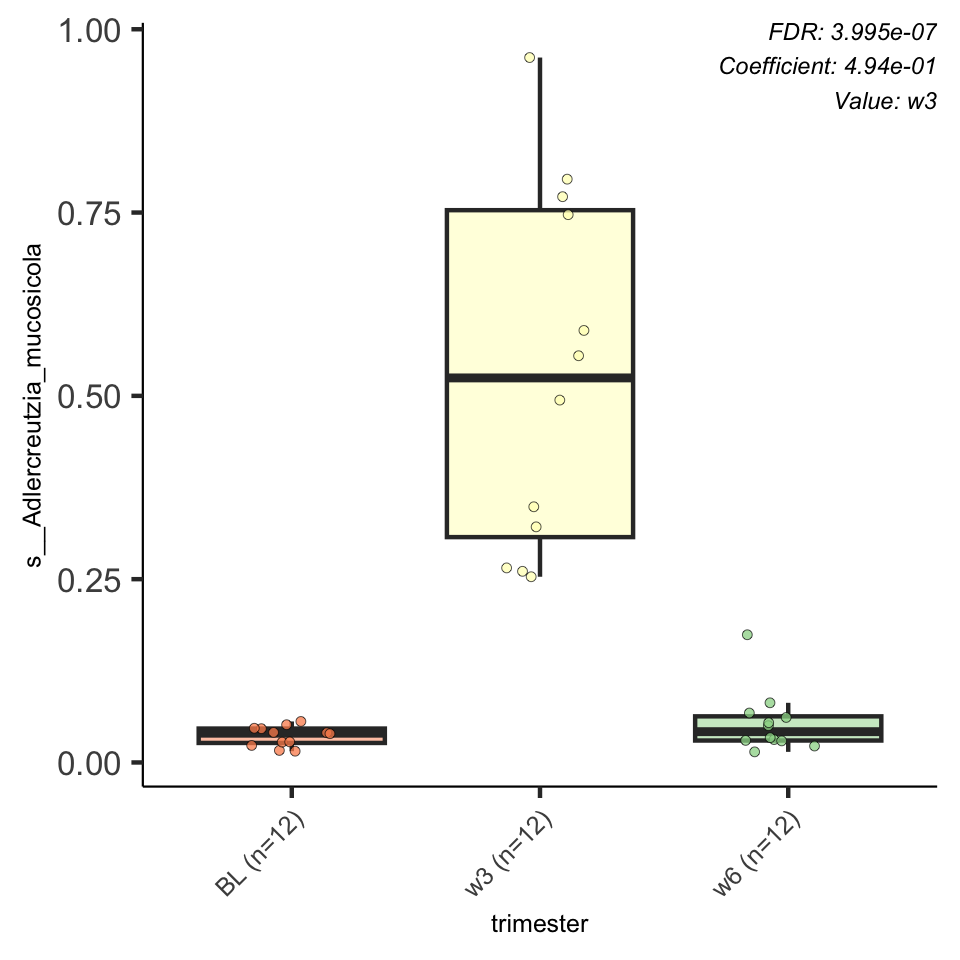 FDR: 3.995e-07
Coefficient: 4.94e-01
Value: w3
s__Adlercreutzia_mucosicola
1.00
0.75
0.50
0.25
0.00
BL (n=12)
w3 (n=12)
w6 (n=12)
trimester